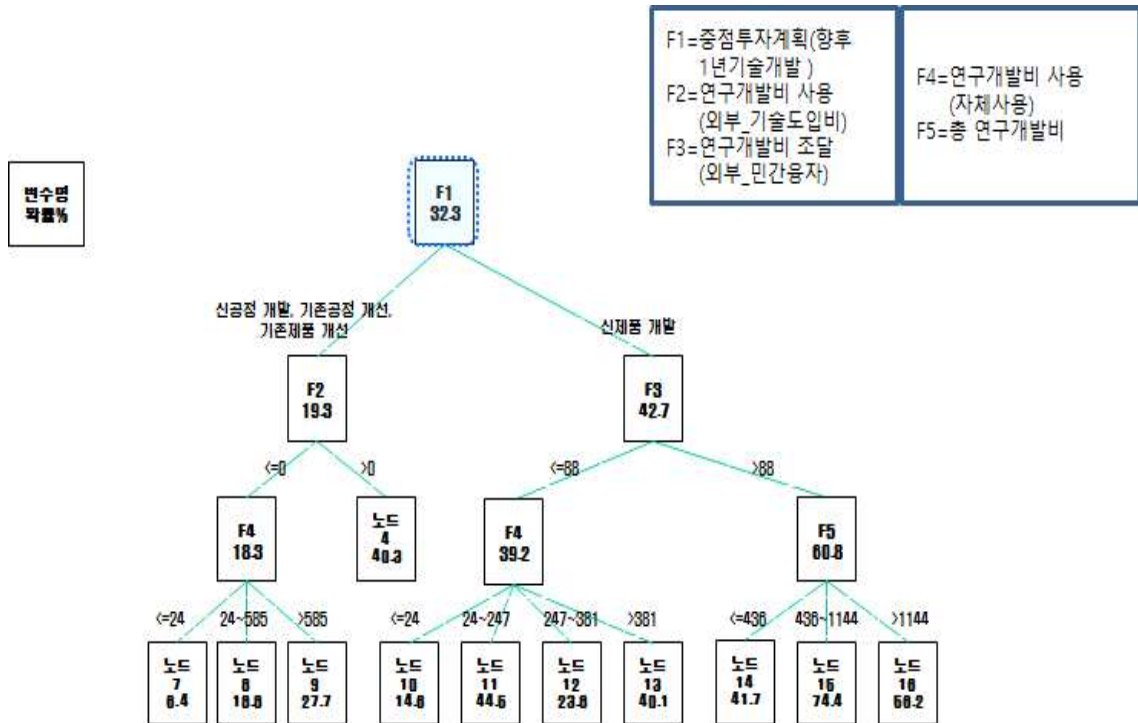 F1=중점투자계획(향후
1년기술개발 )
F2=연구개발비 사용
(외부_기술도입비)
F3=연구개발비 조달
(외부_민간융자)
F4=연구개발비 사용
(자체사용)
F5=총 연구개발비
변수명
확률%
F1
32.3
신공정 개발, 기존공정 개선,
기존제품 개선
신제품 개발
F2
19.3
F3
42.7
<=0
>0
<=88
>88
F4
18.3
노드
4
40.3
F4
39.2
F5
60.8
<=24
24~585
>585
<=24
24~247
247~381
>381
<=436
436~1144
>1144
노드
7
노드
노드
9
27.7
노드
10
노드
11
노드
12
노드
13
40.1
노드
14
41.7
노드
15
74.4
노드
16